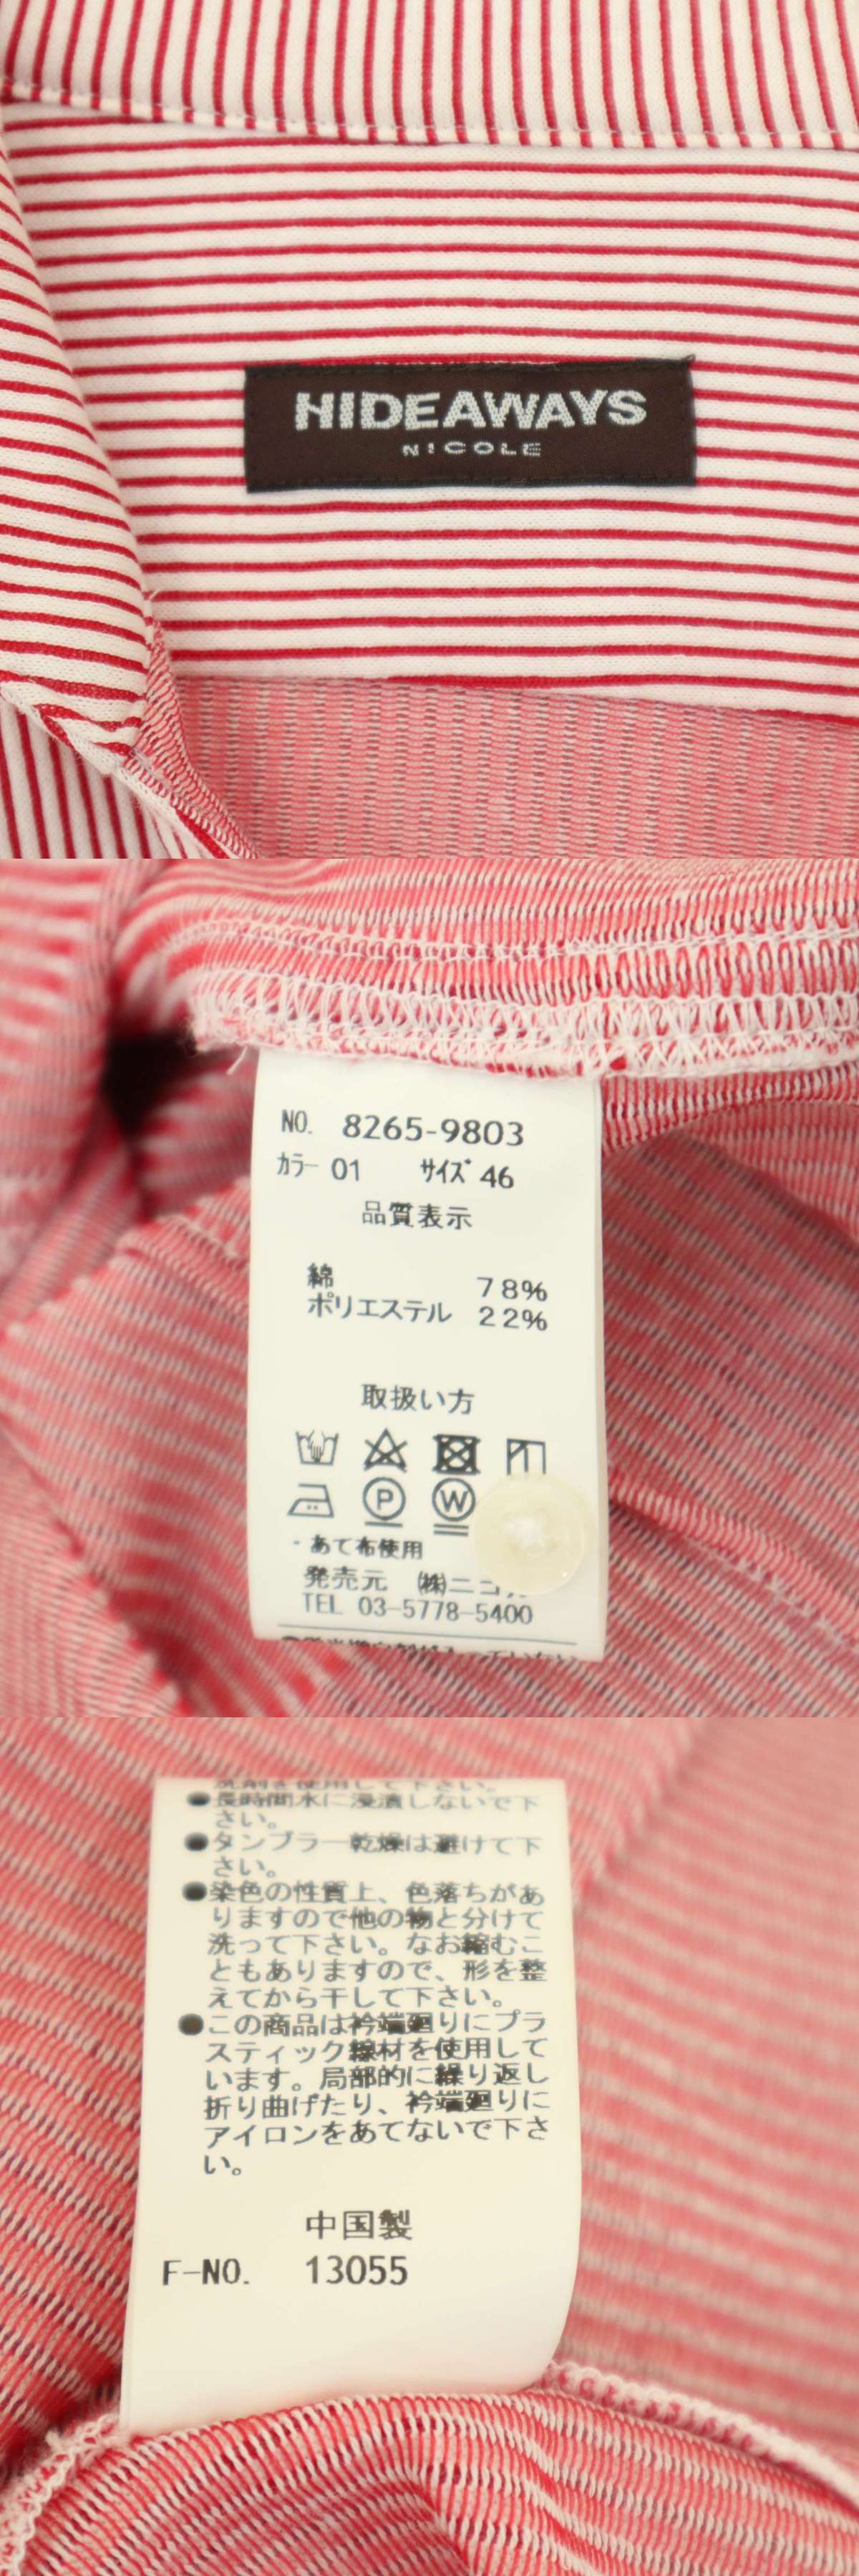 HIDEAWAYS
NICOLE
NO. 8265-9803
カラー 01 サイズ 46
品質表示
綿 78%
ポリエステル 22%
取扱い方
P W
・あて布使用
発売元 ㈱ニコ
TEL 03-5778-5400
洗剤を使用して下さい。
●長時間水に浸漬しないで下
さい。
●タンブラー乾燥は避けて下
さい。
●染色の性質上、色落ちがあ
りますので他の物と分けて
洗って下さい。なお縮むこ
ともありますので、形を整
えてから干して下さい。
●この商品は衿端廻りにプラ
スティック線材を使用して
います。局部的に繰り返し
折り曲げたり、衿端廻りに
アイロンをあてないで下さ
い。
中国製
F-NO. 13055